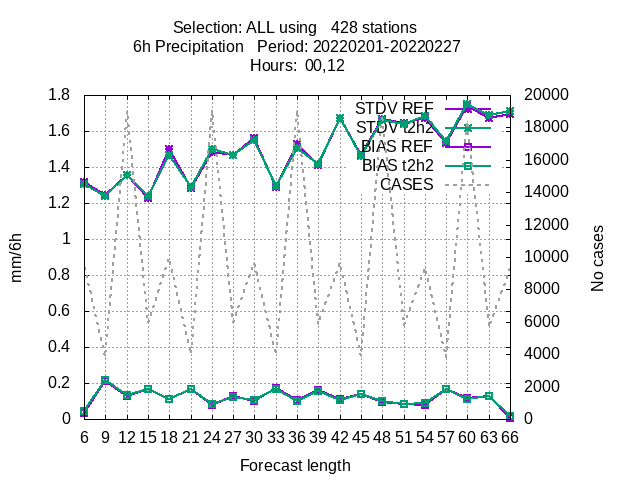 Selection: ALL using 428 stations
6h Precipitation Period: 20220201-20220227
Hours: 00,12
STDV REF
STDV t2h2
BIAS REF
BIAS t2h2
CASES
mm/6h
1.8
1.6
1.4
1.2
1
0.8
0.6
0.4
0.2
0
20000
18000
16000
14000
12000
10000
8000
6000
4000
2000
0
No cases
6 9 12 15 18 21 24 27 30 33 36 39 42 45 48 51 54 57 60 63 66
Forecast length